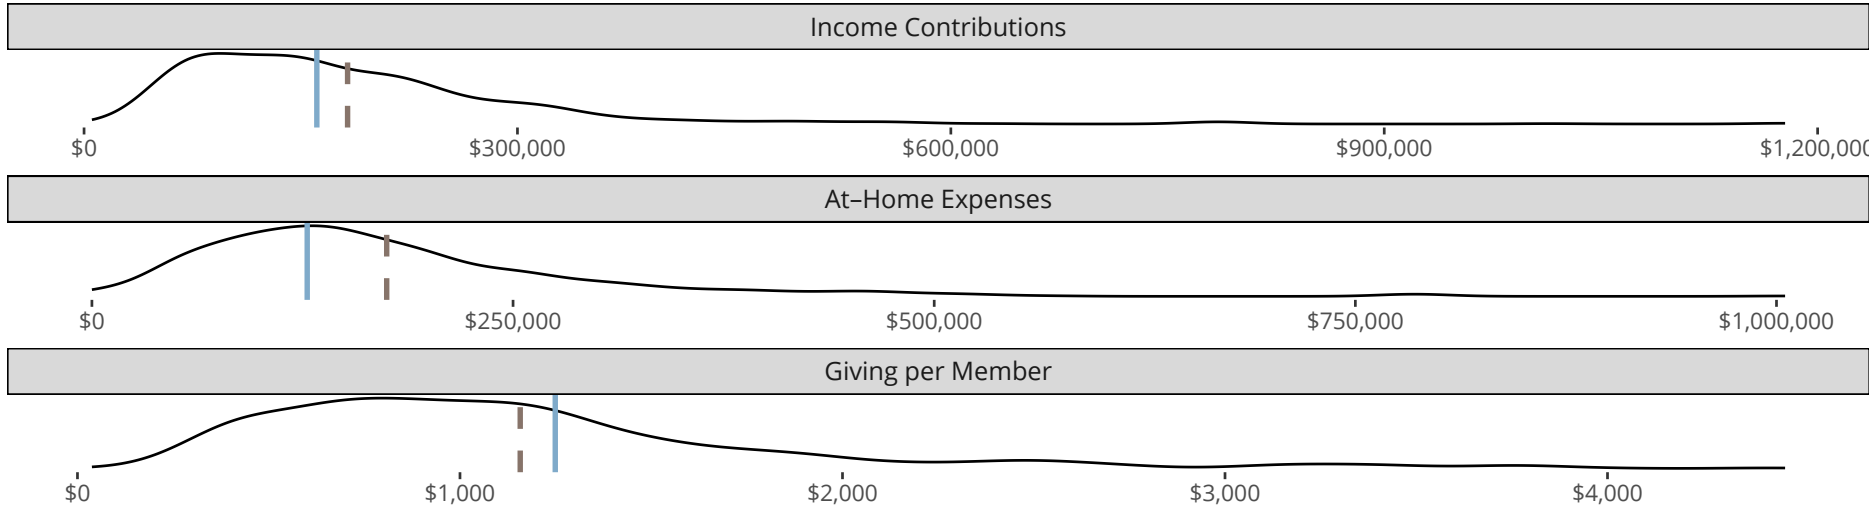 Income Contributions
$0 $300,000 $600,000 $900,000 $1,200,000
At–Home Expenses
$0 $250,000 $500,000 $750,000 $1,000,000
Giving per Member
$0 $1,000 $2,000 $3,000 $4,000